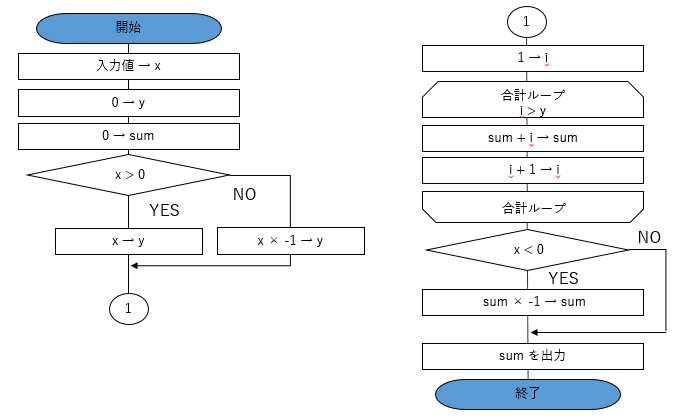 開始
入力値 → x
0 → y
0 → sum
x > 0
YES
NO
x → y
x × -1 → y
1
1
1 → i
合計ループ
i > y
sum + i → sum
i + 1 → i
合計ループ
x < 0
NO
YES
sum × -1 → sum
sum を出力
終了